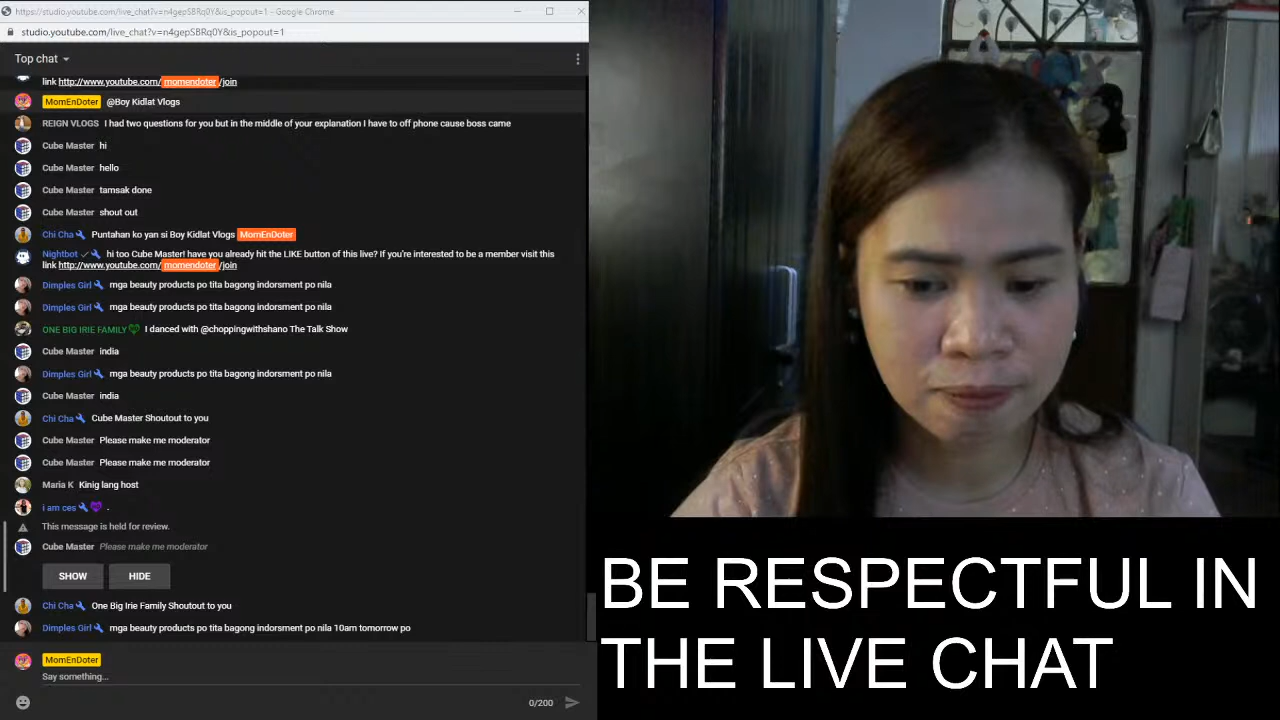 https://studio.youtube.com/live_chat?v=n4gepSBRq0Y&is_popout=1 - Google Chrome
studio.youtube.com/live_chat?v=n4gepSBRq0Y&is_popout=1
Top chat
link http://www.youtube.com/momendoter/join
MomEnDoter @Boy Kidlat Vlogs
REIGN VLOGS I had two questions for you but in the middle of your explanation I have to off phone cause boss came
Cube Master hi
Cube Master hello
Cube Master tamsak done
Cube Master shout out
Chi Cha Puntahan ko yan si Boy Kidlat Vlogs MomEnDoter
Nightbot hi too Cube Master! have you already hit the LIKE button of this live? If you're interested to be a member visit this
link http://www.youtube.com/momendoter/join
Dimples Girl mga beauty products po tita bagong indorsment po nila
Dimples Girl mga beauty products po tita bagong indorsment po nila
ONE BIG IRIE FAMILY I danced with @choppingwithshano The Talk Show
Cube Master india
Dimples Girl mga beauty products po tita bagong indorsment po nila
Cube Master india
Chi Cha Cube Master Shoutout to you
Cube Master Please make me moderator
Cube Master Please make me moderator
Maria K Kinig lang host
i am ces .
This message is held for review.
Cube Master Please make me moderator
SHOW HIDE
Chi Cha One Big Irie Family Shoutout to you
Dimples Girl mga beauty products po tita bagong indorsment po nila 10am tomorrow po
MomEnDoter
Say something...
0/200
BE RESPECTFUL IN
THE LIVE CHAT